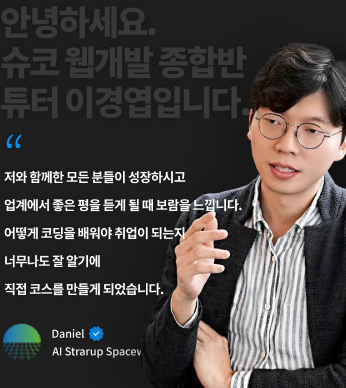 안녕하세요.
슈코 웹개발 종합반
튜터 이경엽입니다.
“
저와 함께한 모든 분들이 성장하시고
업계에서 좋은 평을 듣게 될 때 보람을 느낍니다.
어떻게 코딩을 배워야 취업이 되는지
너무나도 잘 알기에
직접 코스를 만들게 되었습니다.
Daniel
AI Strarup Spacew